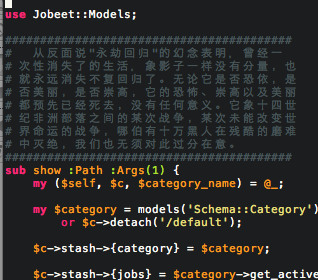 use Jobeet::Models;
##########################################
#   从反面说"永劫回归"的幻念表明，曾经一
# 次性消失了的生活，象影子一样没有分量，也
# 就永远消失不复回归了。无论它是否恐依，是
# 否美丽，是否崇高，它的恐怖、崇高以及美丽
# 都预先已经死去，没有任何意义。它象十四世
# 纪非洲部落之间的某次战争，某次未能改变世
# 界命运的战争，哪伯有十万黑人在残酷的磨难
# 中灭绝，我们也无须对此过分在意。
##########################################
sub show :Path :Args(1) {
my ($self, $c, $category_name) = @_;
my $category = models('Schema::Category')
or $c->detach('/default');
$c->stash->{category} = $category;
$c->stash->{jobs} = $category->get_active